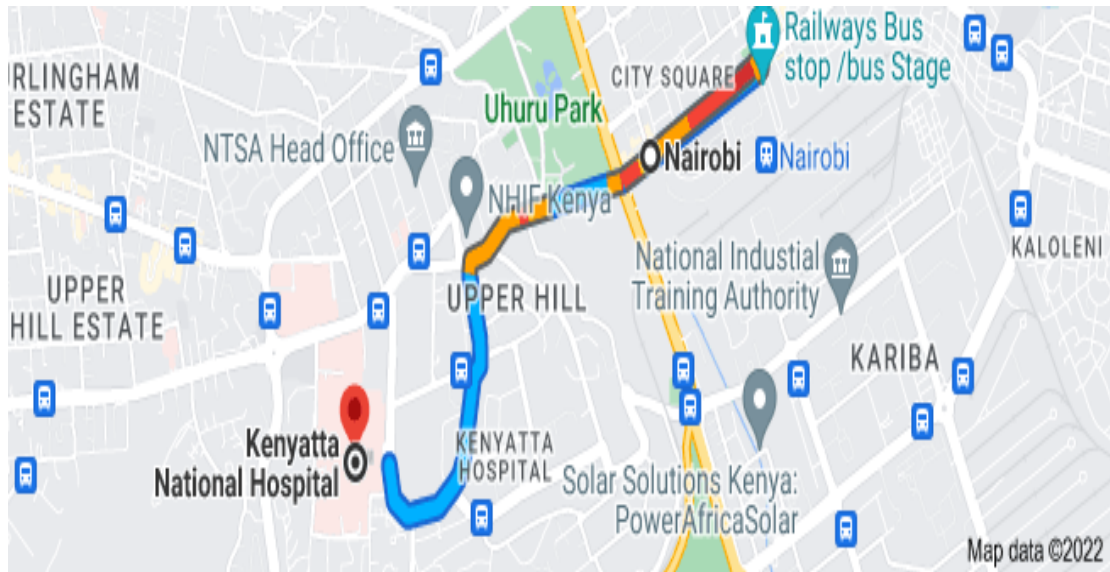 Railways Bus
stop /bus Stage
CITY SQUARE
URLINGHAM
ESTATE
Uhuru Park
NTSA Head Office
Nairobi
Nairobi
NHIF Kenya
KALOLENI
National Industial
Training Authority
UPPER
HILL ESTATE
UPPER HILL
KARIBA
Kenyatta
National Hospital
KENYATTA
HOSPITAL
Solar Solutions Kenya:
PowerAfricaSolar
Map data ©2022